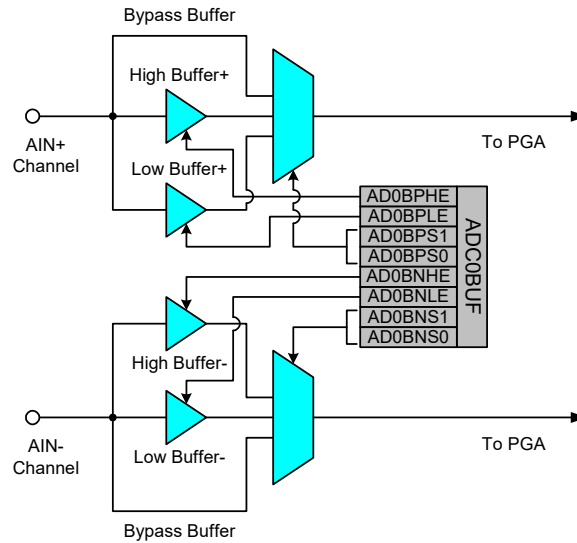 Bypass Buffer
High Buffer+
AIN+
Channel
Low Buffer+
To PGA
AD0BPHE
AD0BPLE
AD0BPS1
AD0BPS0
AD0BNHE
AD0BNLE
AD0BNS1
AD0BNS0
ADC0BUF
High Buffer-
AIN-
Channel
Low Buffer-
To PGA
Bypass Buffer